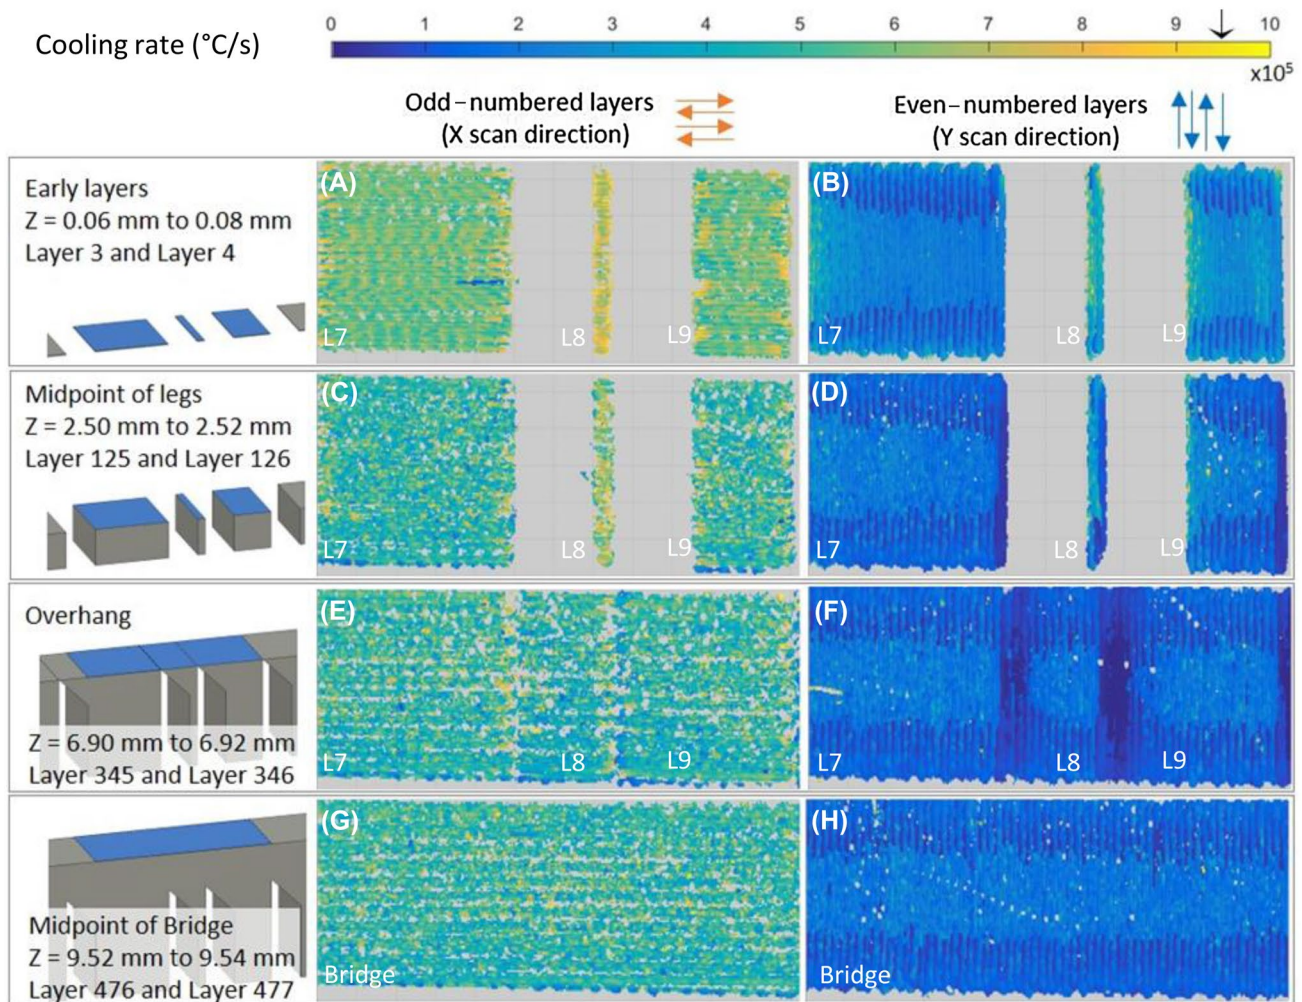 0 1 2 3 4 5 6 7 8 9 10
Cooling rate (°C/s)
x10⁵
Odd–numbered layers
(X scan direction)
Even–numbered layers
(Y scan direction)
Early layers
Z = 0.06 mm to 0.08 mm
Layer 3 and Layer 4
(A)
L7 L8 L9
(B)
L7 L8 L9
Midpoint of legs
Z = 2.50 mm to 2.52 mm
Layer 125 and Layer 126
(C)
L7 L8 L9
(D)
L7 L8 L9
Overhang
Z = 6.90 mm to 6.92 mm
Layer 345 and Layer 346
(E)
L7 L8 L9
(F)
L7 L8 L9
Midpoint of Bridge
Z = 9.52 mm to 9.54 mm
Layer 476 and Layer 477
(G)
Bridge
(H)
Bridge